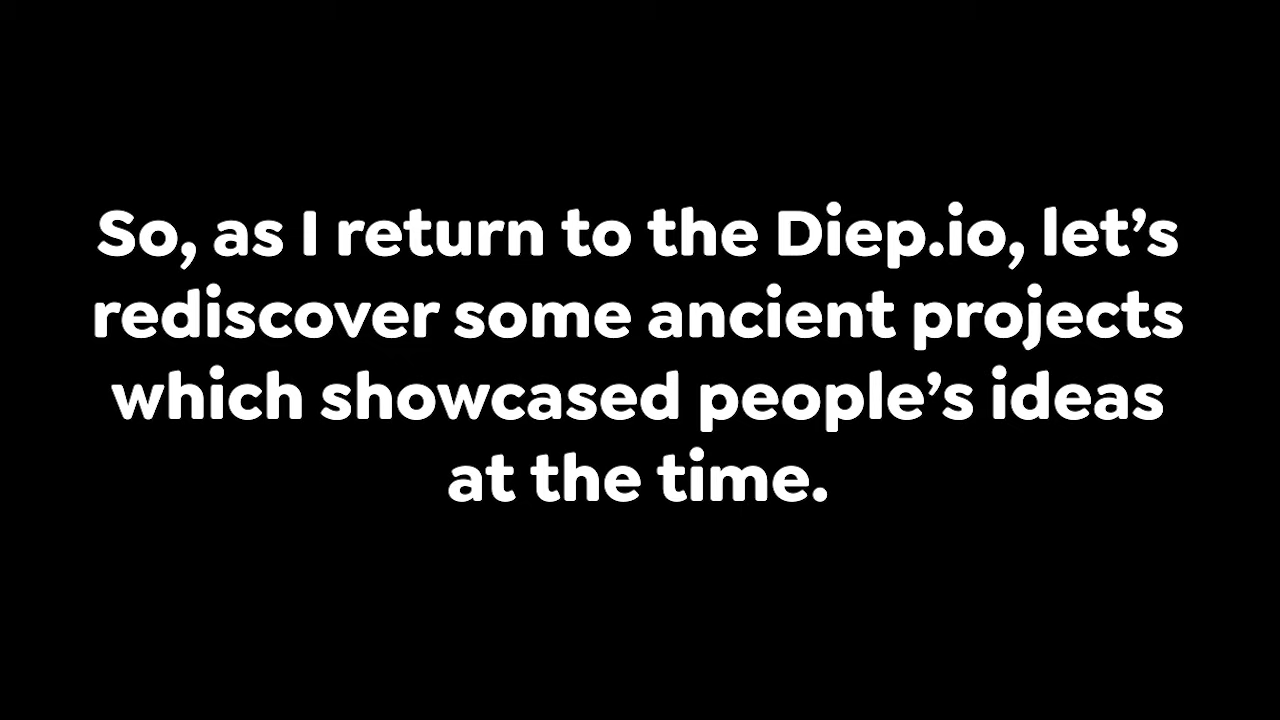 So, as I return to the Diep.io, let’s
rediscover some ancient projects
which showcased people’s ideas
at the time.